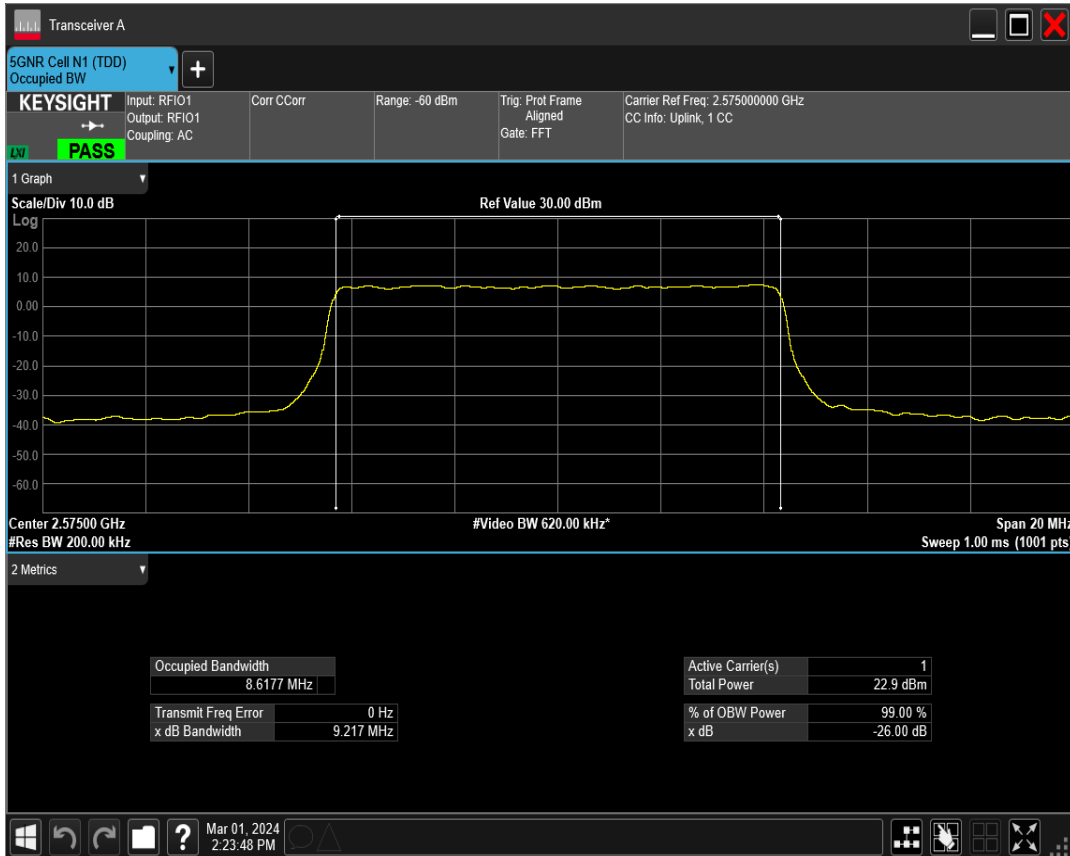 Transceiver A
5GNR Cell N1 (TDD)
Occupied BW
+
KEYSIGHT
LXI
PASS
Input: RFIO1
Output: RFIO1
Coupling: AC
Corr CCorr
Range: -60 dBm
Trig: Prot Frame
Aligned
Gate: FFT
Carrier Ref Freq: 2.575000000 GHz
CC Info: Uplink, 1 CC
1 Graph
Scale/Div 10.0 dB
Ref Value 30.00 dBm
Log
20.0
10.0
0.00
-10.0
-20.0
-30.0
-40.0
-50.0
-60.0
Center 2.57500 GHz
#Video BW 620.00 kHz*
Span 20 MHz
#Res BW 200.00 kHz
Sweep 1.00 ms (1001 pts)
2 Metrics
Occupied Bandwidth
8.6177 MHz
Transmit Freq Error 0 Hz
x dB Bandwidth 9.217 MHz
Active Carrier(s) 1
Total Power 22.9 dBm
% of OBW Power 99.00 %
x dB -26.00 dB
?
Mar 01, 2024
2:23:48 PM